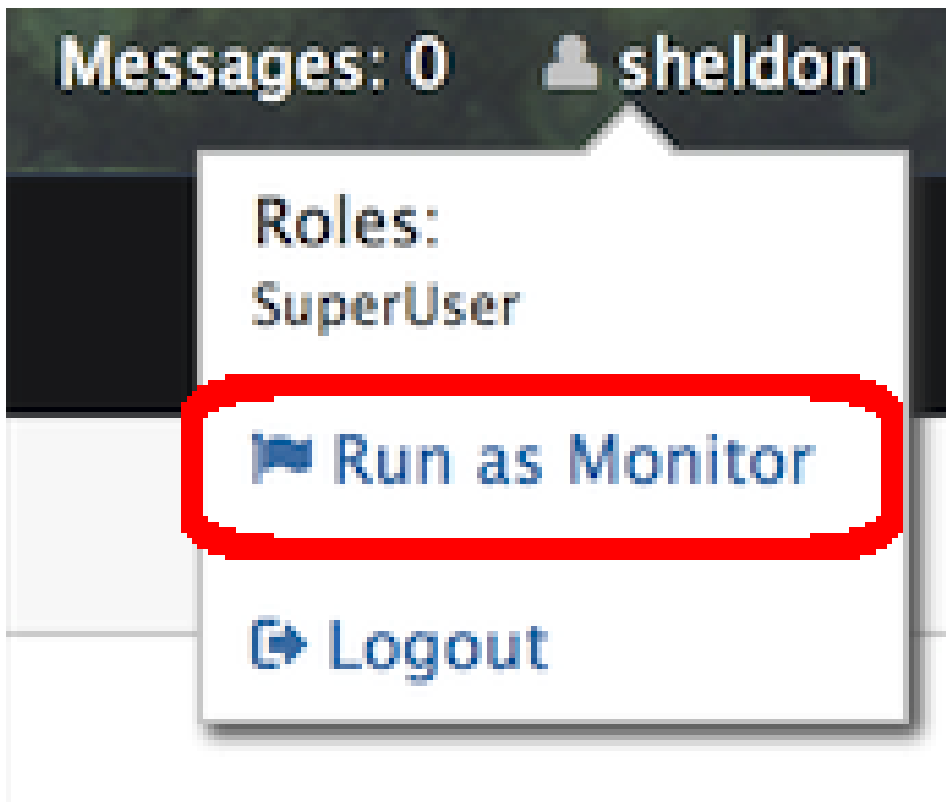 Messages: 0 sheldon
Roles:
SuperUser
Run as Monitor
Logout